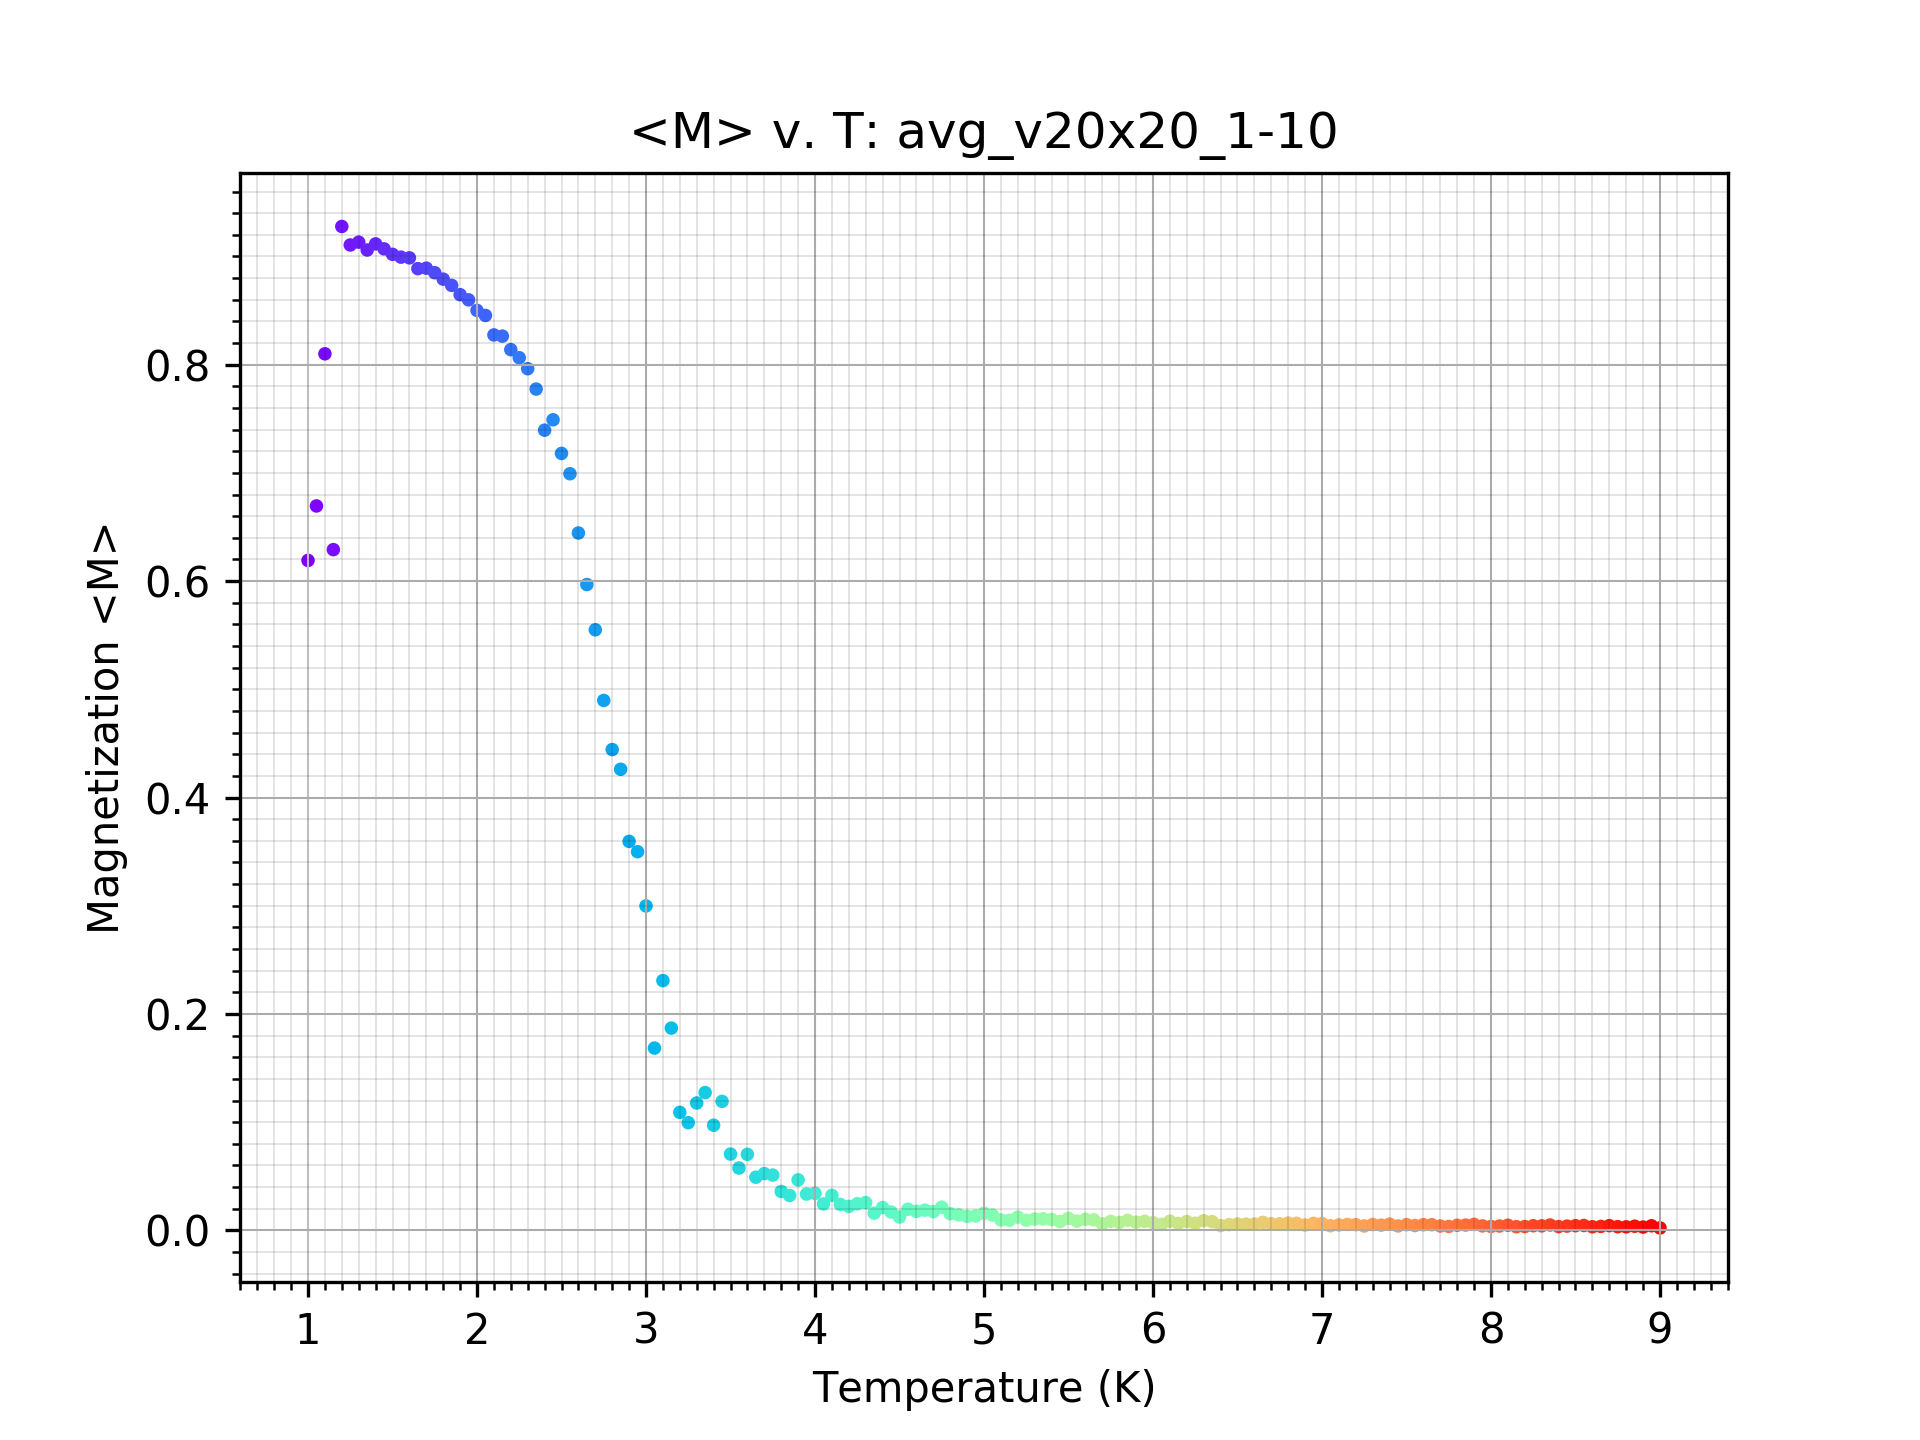 <M> v. T: avg_v20x20_1-10
Magnetization <M>
0.8
0.6
0.4
0.2
0.0
1 2 3 4 5 6 7 8 9
Temperature (K)